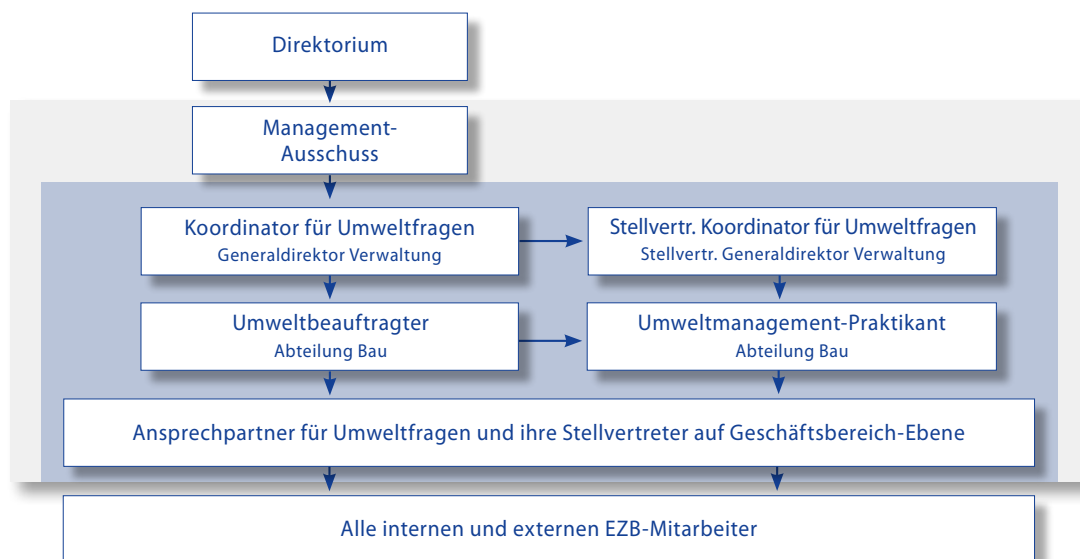 Direktorium
Management-
Ausschuss
Koordinator für Umweltfragen
Generaldirektor Verwaltung
Stellvertr. Koordinator für Umweltfragen
Stellvertr. Generaldirektor Verwaltung
Umweltbeauftragter
Abteilung Bau
Umweltmanagement-Praktikant
Abteilung Bau
Ansprechpartner für Umweltfragen und ihre Stellvertreter auf Geschäftsbereich-Ebene
Alle internen und externen EZB-Mitarbeiter